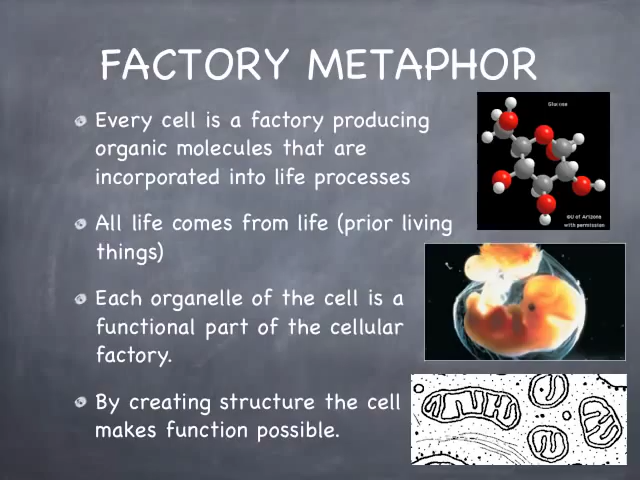 FACTORY METAPHOR
Every cell is a factory producing
organic molecules that are
incorporated into life processes
All life comes from life (prior living
things)
Each organelle of the cell is a
functional part of the cellular
factory.
By creating structure the cell
makes function possible.
Glucose
©U of Arizona
with permission